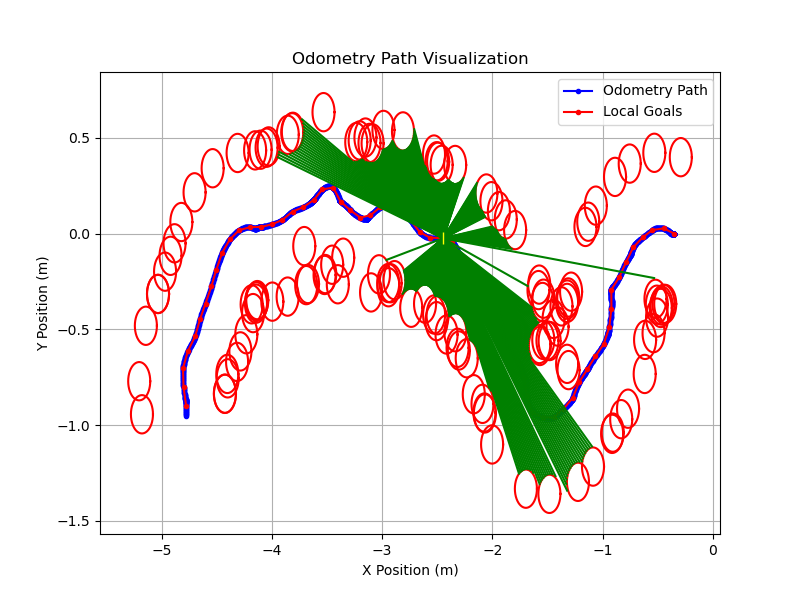 Odometry Path Visualization
Odometry Path
Local Goals
Y Position (m)
0.5
0.0
−0.5
−1.0
−1.5
−5
−4
−3
−2
−1
0
X Position (m)